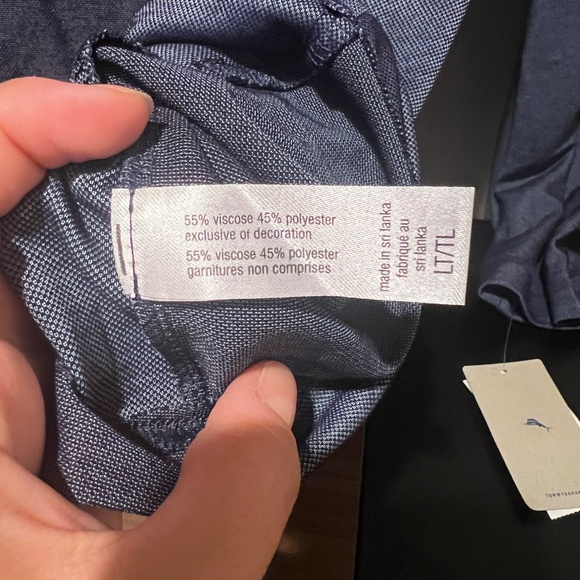 55% viscose 45% polyester
exclusive of decoration
55% viscose 45% polyester
garnitures non comprises
made in sri lanka
fabrique au
sri lanka
LT/TL